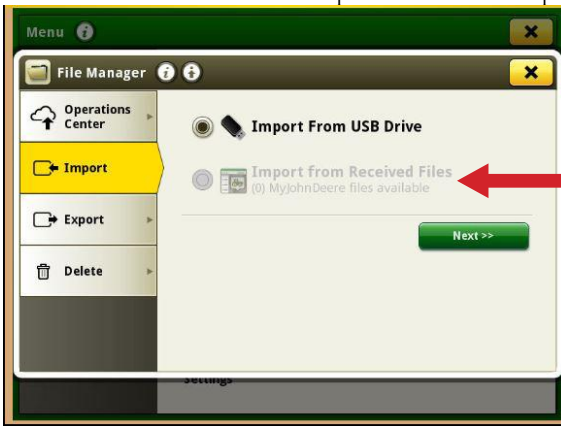 Menu
File Manager
Operations
Center
Import From USB Drive
Import
Import from Received Files
(0) MyJohnDeere files available
Export
Next >>
Delete
Settings